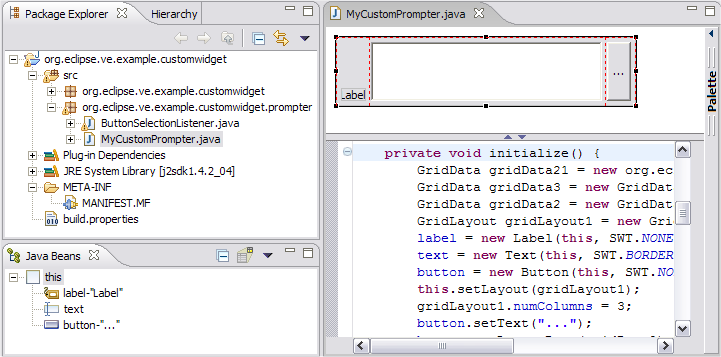 Package Explorer
Hierarchy
org.eclipse.ve.example.customwidget
src
org.eclipse.ve.example.customwidget
org.eclipse.ve.example.customwidget.prompter
ButtonSelectionListener.java
MyCustomPrompter.java
Plug-in Dependencies
JRE System Library [j2sdk1.4.2_04]
META-INF
MANIFEST.MF
build.properties
Java Beans
this
label-"Label"
text
button-"..."
MyCustomPrompter.java
Label
...
Palette
private void initialize() {
GridData gridData21 = new org.ec
GridData gridData3 = new GridDat
GridData gridData2 = new GridDat
GridLayout gridLayout1 = new Gri
label = new Label(this, SWT.NONE
text = new Text(this, SWT.BORDER
button = new Button(this, SWT.NO
this.setLayout(gridLayout1);
gridLayout1.numColumns = 3;
button.setText("...");